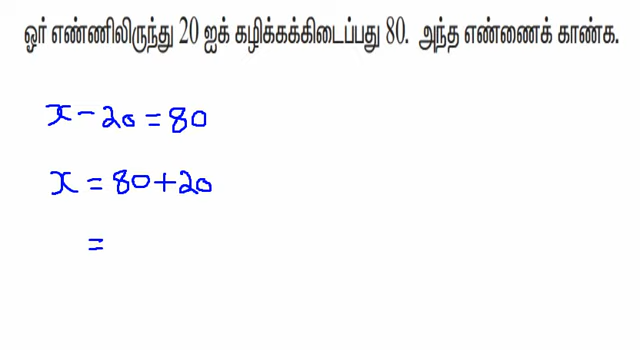 ஓர் எண்ணிலிருந்து 20 ஐக் கழிக்கக்கிடைப்பது 80. அந்த எண்ணைக் காண்க.
x - 20 = 80
x = 80 + 20
=